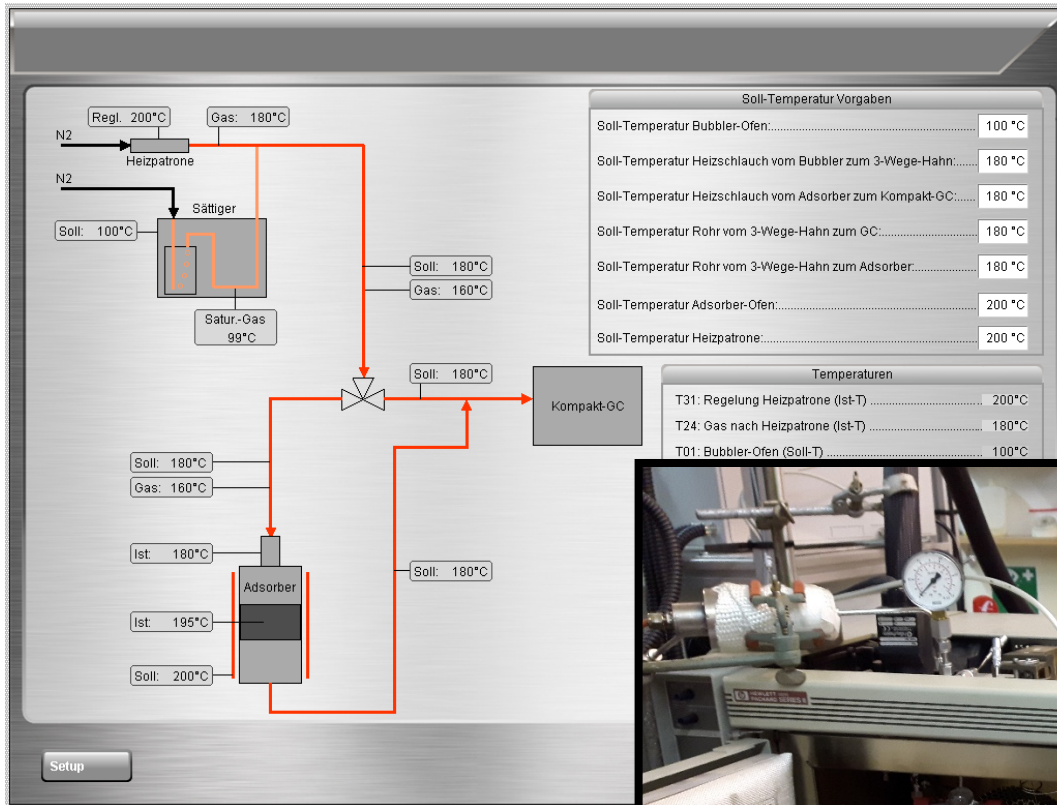 Regl. 200°C
Gas: 180°C
N2
Heizpatrone
N2
Sättiger
Soll: 100°C
Satur.-Gas
99°C
Soll: 180°C
Gas: 160°C
Soll: 180°C
Kompakt-GC
Soll: 180°C
Gas: 160°C
Ist: 180°C
Adsorber
Ist: 195°C
Soll: 200°C
Soll: 180°C
Setup
Soll-Temperatur Vorgaben
Soll-Temperatur Bubbler-Ofen: 100 °C
Soll-Temperatur Heizschlauch vom Bubbler zum 3-Wege-Hahn: 180 °C
Soll-Temperatur Heizschlauch vom Adsorber zum Kompakt-GC: 180 °C
Soll-Temperatur Rohr vom 3-Wege-Hahn zum GC: 180 °C
Soll-Temperatur Rohr vom 3-Wege-Hahn zum Adsorber: 180 °C
Soll-Temperatur Adsorber-Ofen: 200 °C
Soll-Temperatur Heizpatrone: 200 °C
Temperaturen
T31: Regelung Heizpatrone (Ist-T) 200°C
T24: Gas nach Heizpatrone (Ist-T) 180°C
T01: Bubbler-Ofen (Soll-T) 100°C
hp HEWLETT
PACKARD SERIES II